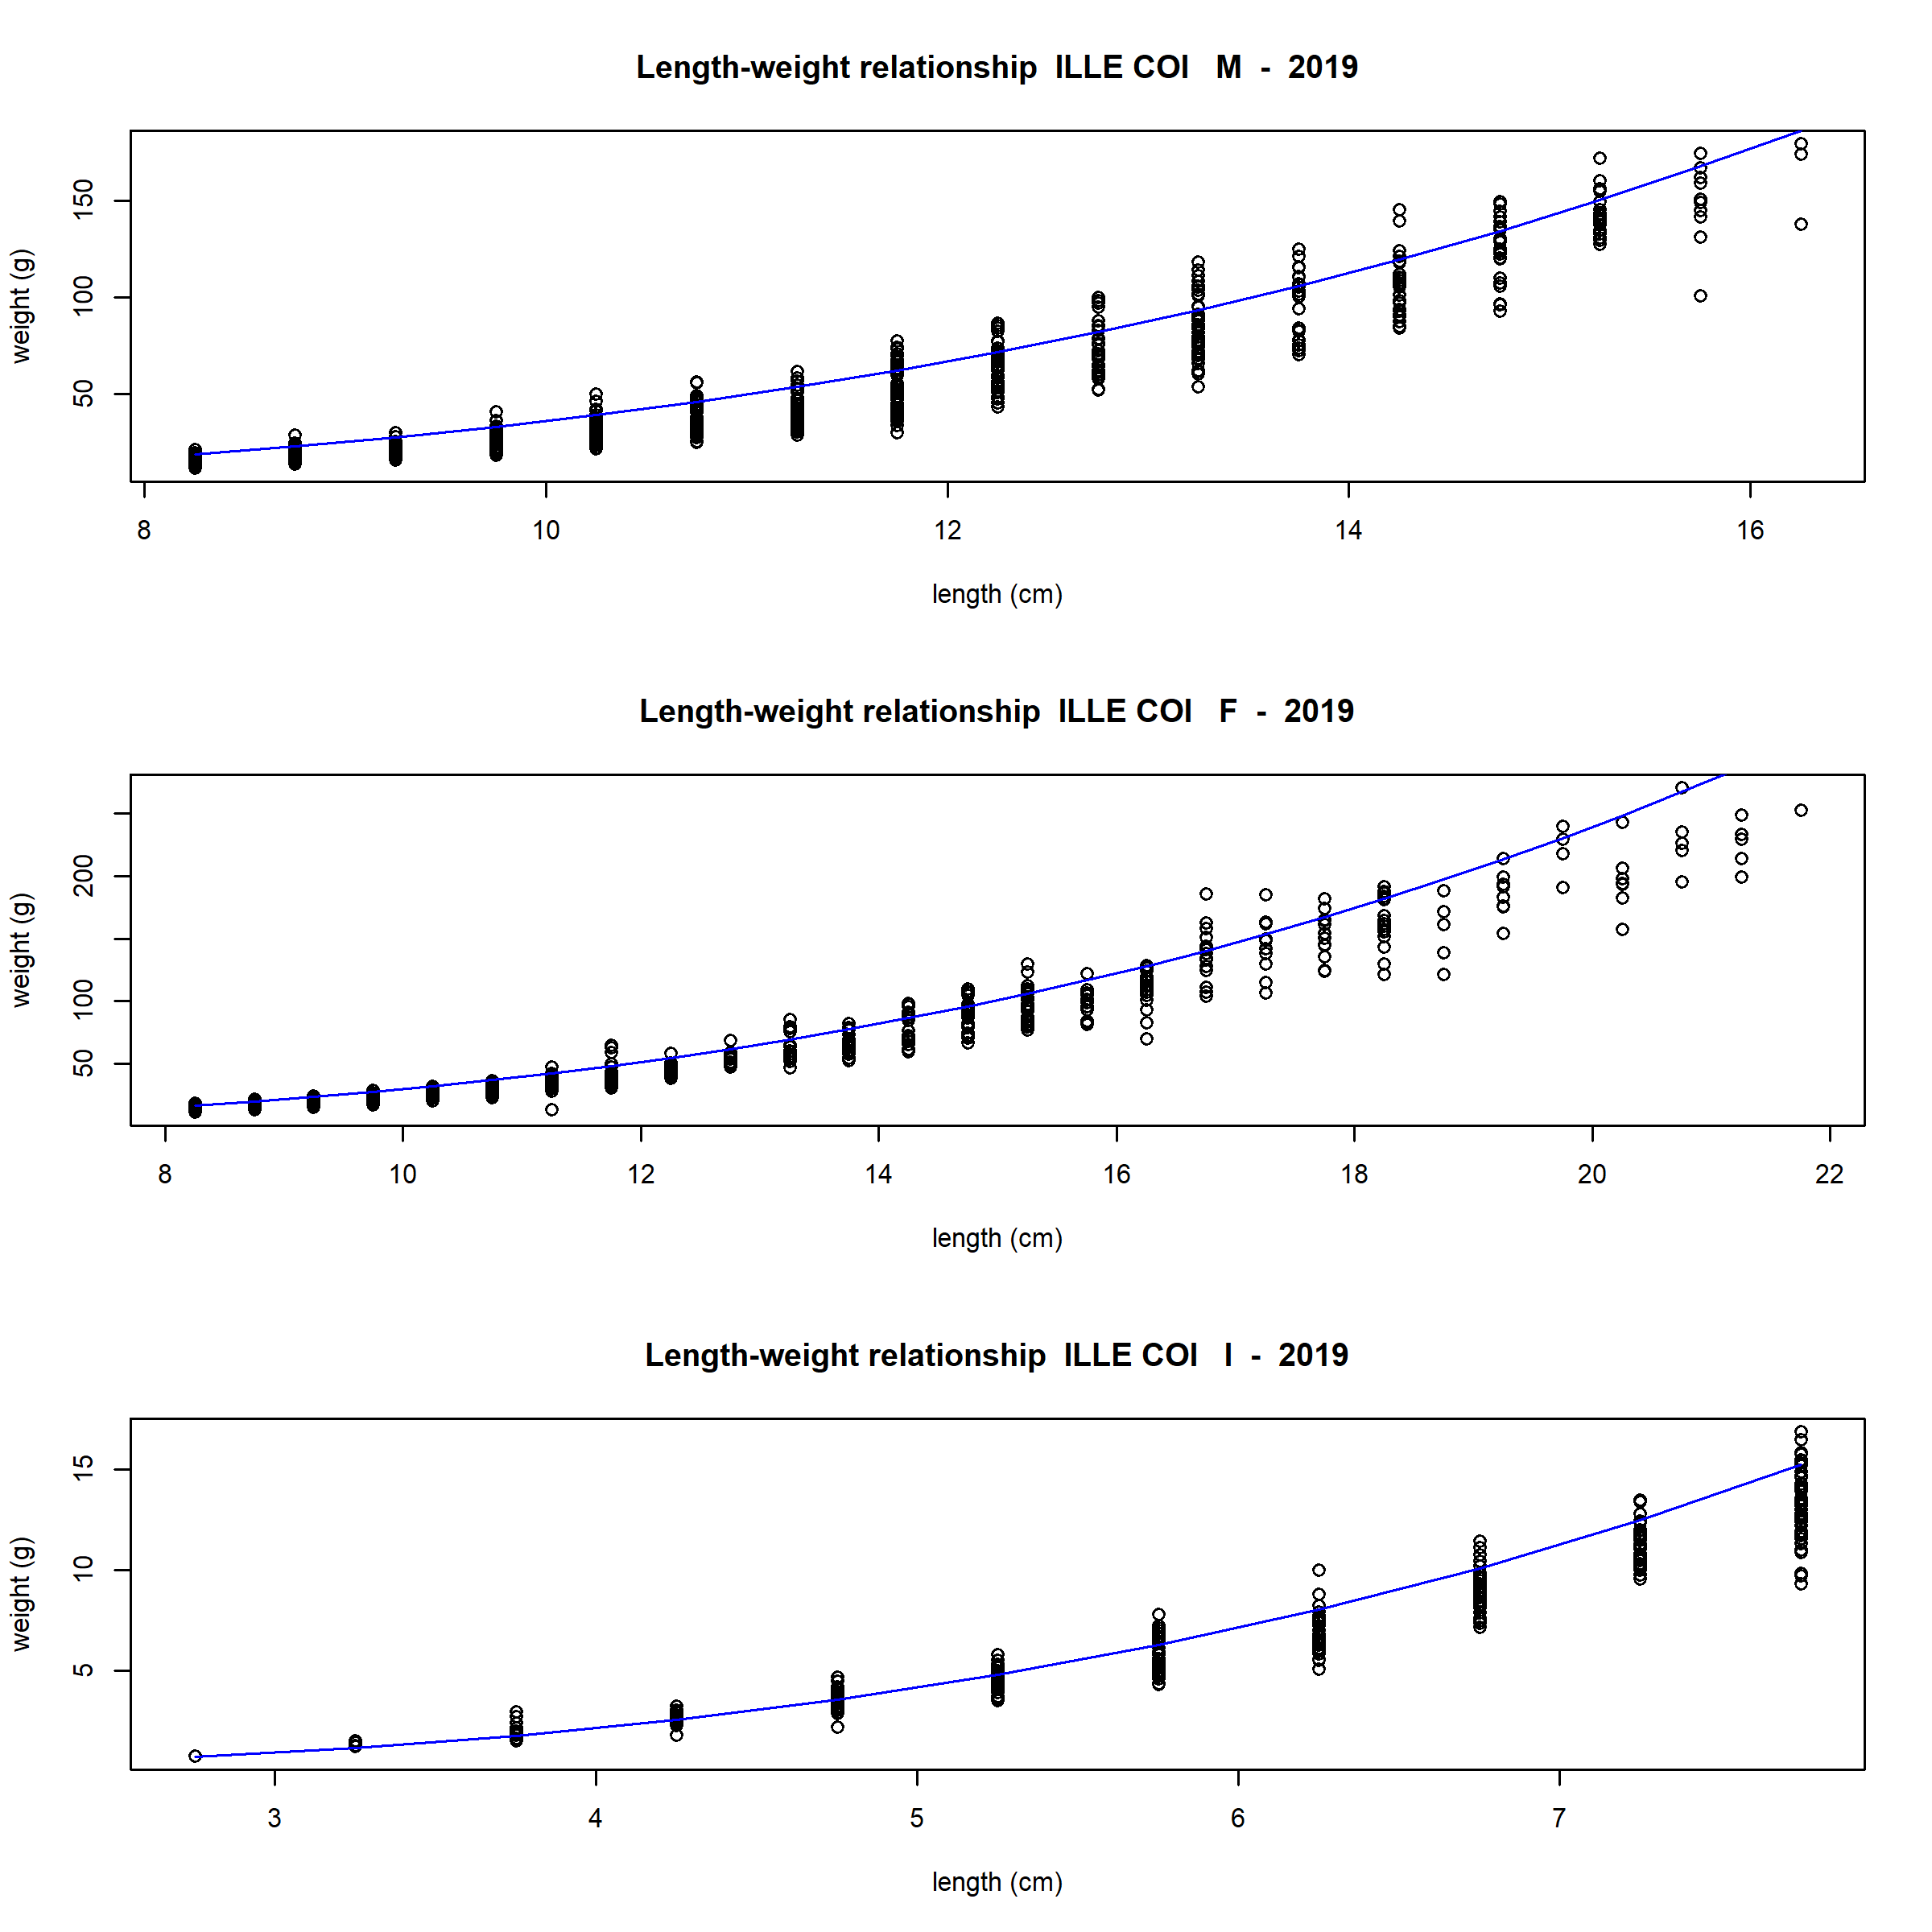 Length-weight relationship ILLE COI M - 2019
150
100
50
weight (g)
8 10 12 14 16
length (cm)
Length-weight relationship ILLE COI F - 2019
200
100
50
weight (g)
8 10 12 14 16 18 20 22
length (cm)
Length-weight relationship ILLE COI I - 2019
15
10
5
weight (g)
3 4 5 6 7
length (cm)